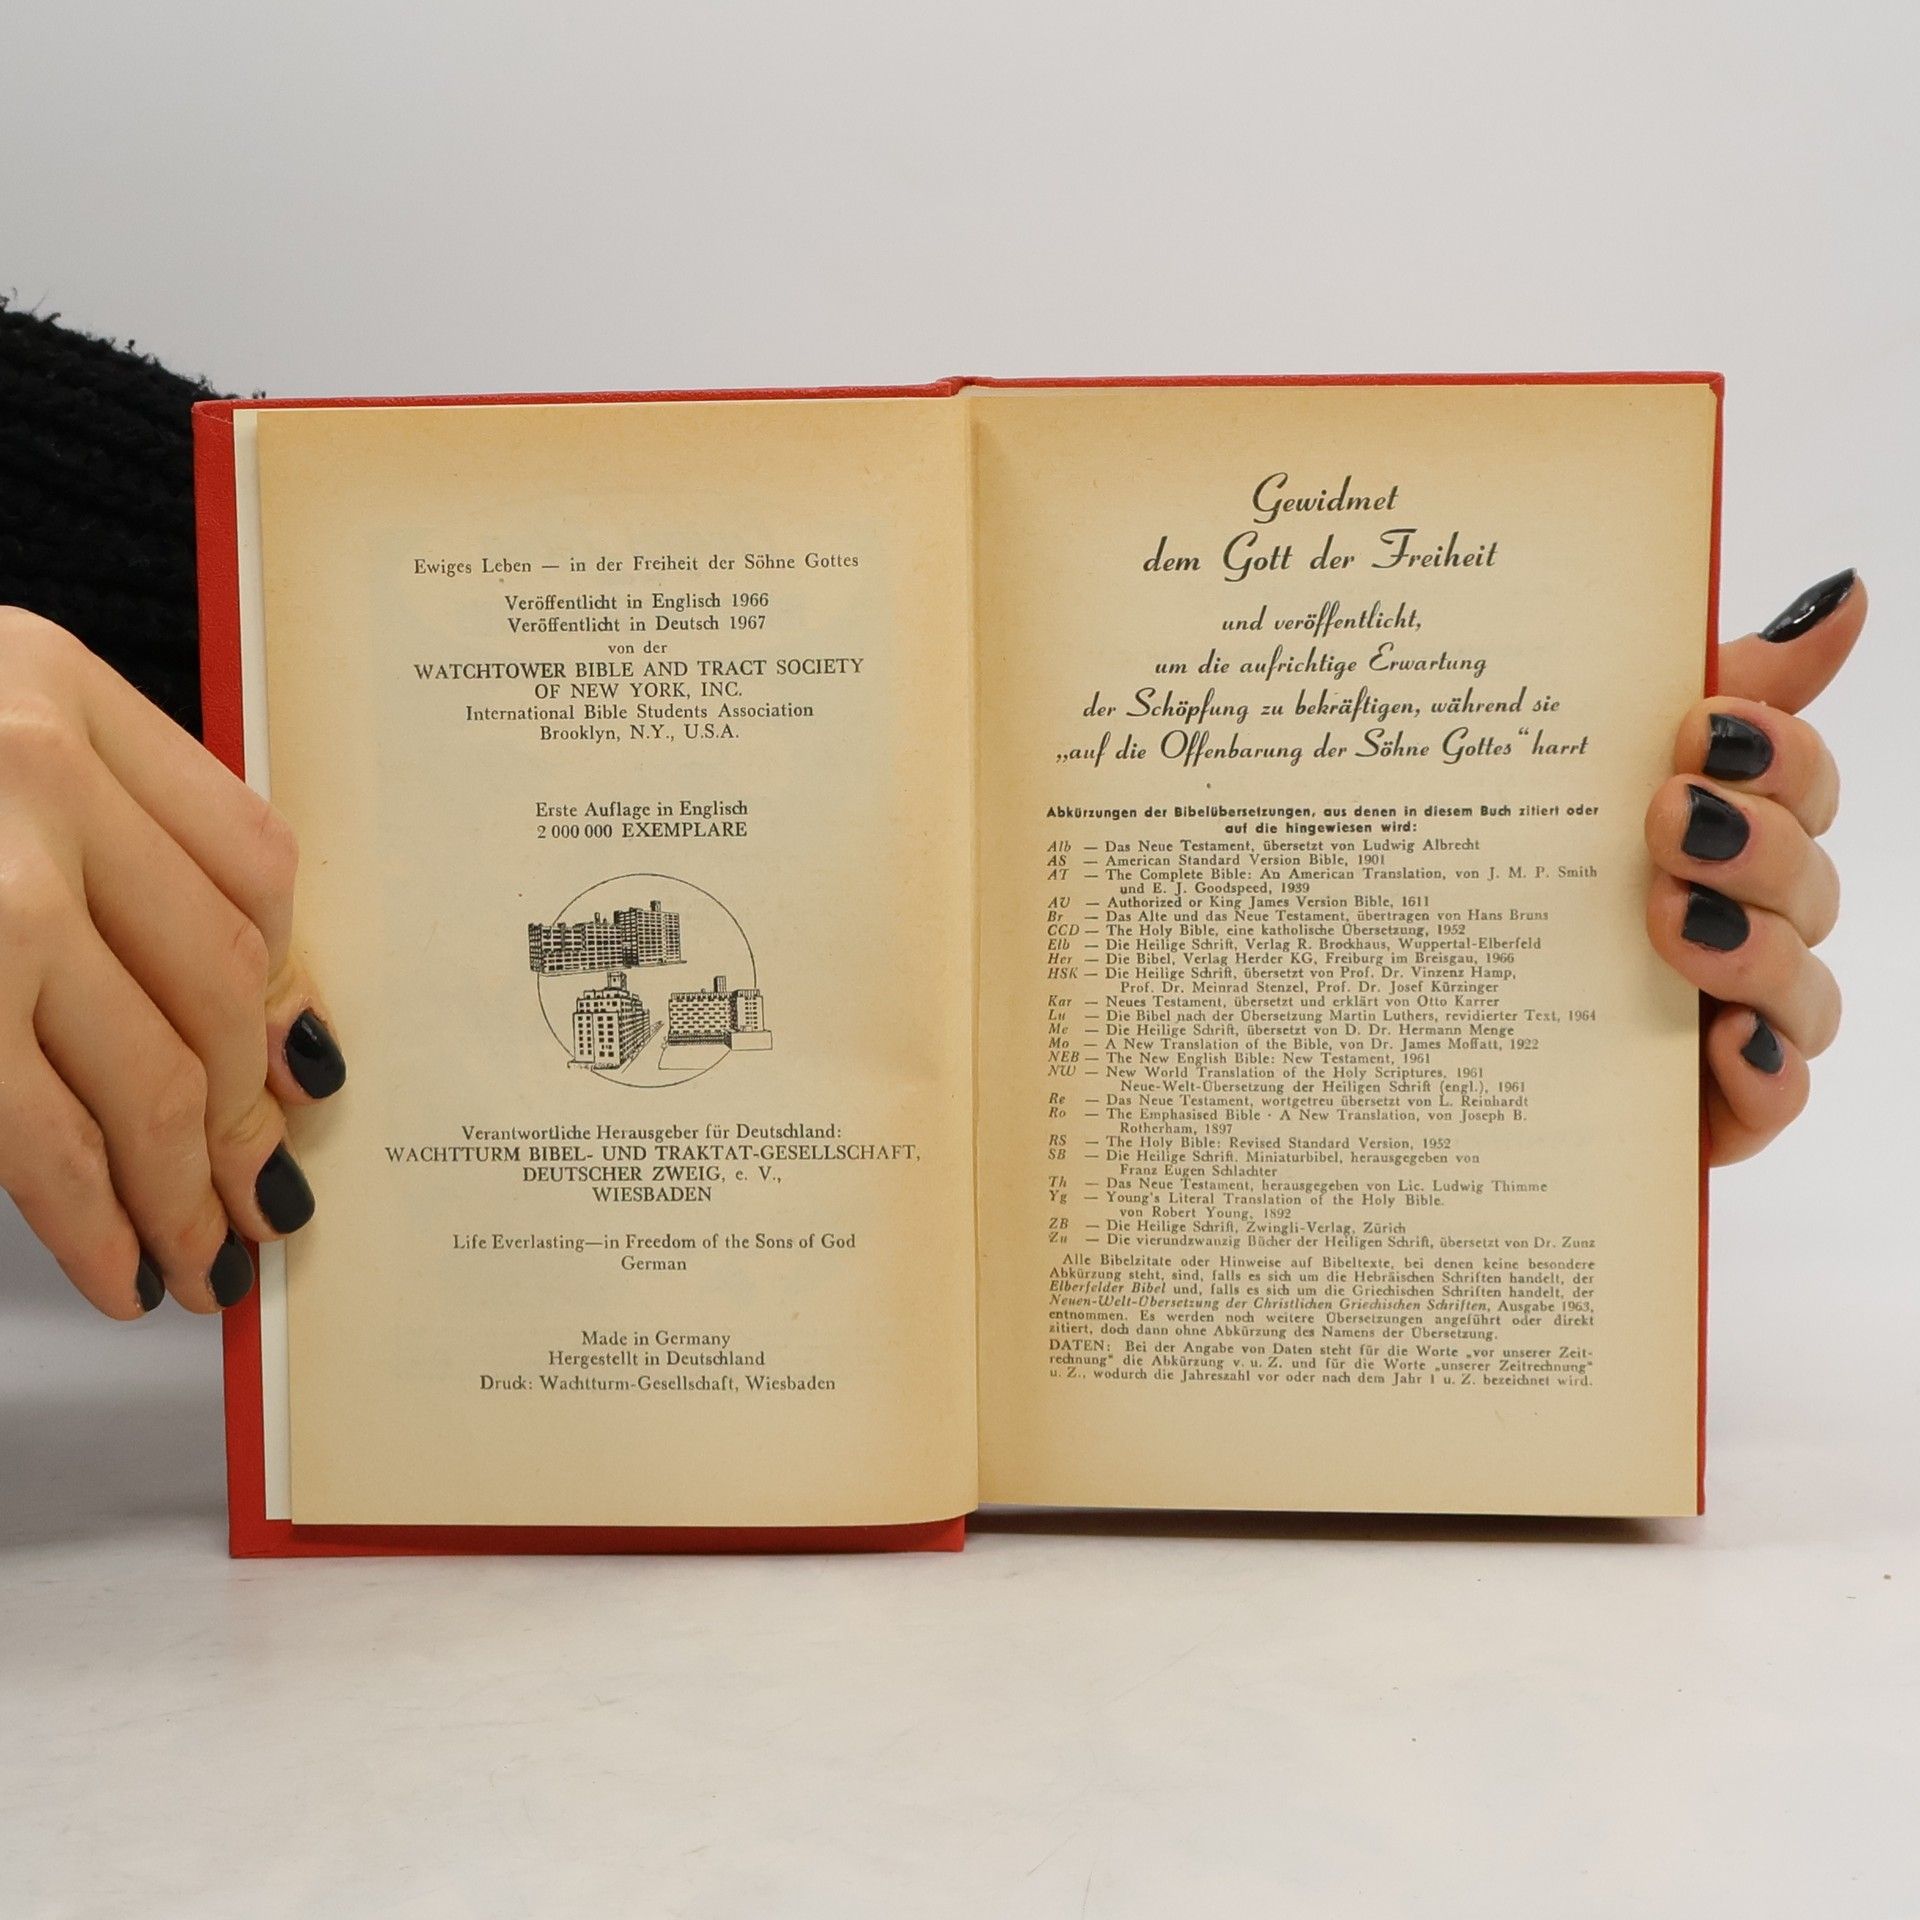 Ewiges Leben — in der Freiheit der Söhne Gottes
Veröffentlicht in Englisch 1966
Veröffentlicht in Deutsch 1967
von der
WATCHTOWER BIBLE AND TRACT SOCIETY
OF NEW YORK, INC.
International Bible Students Association
Brooklyn, N.Y., U.S.A.
Erste Auflage in Englisch
2 000 000 EXEMPLARE
Verantwortliche Herausgeber für Deutschland:
WACHTTURM BIBEL- UND TRAKTAT-GESELLSCHAFT,
DEUTSCHER ZWEIG, e. V.,
WIESBADEN
Life Everlasting—in Freedom of the Sons of God
German
Made in Germany
Hergestellt in Deutschland
Druck: Wachtturm-Gesellschaft, Wiesbaden
Gewidmet
dem Gott der Freiheit
und veröffentlicht,
um die aufrichtige Erwartung
der Schöpfung zu bekräftigen, während sie
„auf die Offenbarung der Söhne Gottes“ harrt
Abkürzungen der Bibelübersetzungen, aus denen in diesem Buch zitiert oder
auf die hingewiesen wird:
Alb — Das Neue Testament, übersetzt von Ludwig Albrecht
AS — American Standard Version Bible, 1901
AT — The Complete Bible: An American Translation, von J. M. P. Smith
und E. J. Goodspeed, 1939
AV — Authorized or King James Version Bible, 1611
Br — Das Alte und das Neue Testament, übertragen von Hans Bruns
CCD — The Holy Bible, eine katholische Übersetzung, 1952
Elb — Die Heilige Schrift, Verlag R. Brockhaus, Wuppertal-Elberfeld
Her — Die Bibel, Verlag Herder KG, Freiburg im Breisgau, 1966
HSK — Die Heilige Schrift, übersetzt von Prof. Dr. Vinzenz Hamp,
Prof. Dr. Meinrad Stenzel, Prof. Dr. Josef Kürzinger
Kar — Neues Testament, übersetzt und erklärt von Otto Karrer
Lu — Die Bibel nach der Übersetzung Martin Luthers, revidierter Text, 1964
Me — Die Heilige Schrift, übersetzt von D. Dr. Hermann Menge
Mo — A New Translation of the Bible, von Dr. James Moffatt, 1922
NEB — The New English Bible: New Testament, 1961
NW — New World Translation of the Holy Scriptures, 1961
Neue-Welt-Übersetzung der Heiligen Schrift (engl.), 1961
Re — Das Neue Testament, wortgetreu übersetzt von L. Reinhardt
Ro — The Emphasised Bible · A New Translation, von Joseph B.
Rotherham, 1897
RS — The Holy Bible: Revised Standard Version, 1952
SB — Die Heilige Schrift. Miniaturbibel, herausgegeben von
Franz Eugen Schlachter
Th — Das Neue Testament, herausgegeben von Lic. Ludwig Thimme
Yg — Young's Literal Translation of the Holy Bible.
von Robert Young, 1892
ZB — Die Heilige Schrift, Zwingli-Verlag, Zürich
Zu — Die vierundzwanzig Bücher der Heiligen Schrift, übersetzt von Dr. Zunz
Alle Bibelzitate oder Hinweise auf Bibeltexte, bei denen keine besondere
Abkürzung steht, sind, falls es sich um die Hebräischen Schriften handelt, der
Elberfelder Bibel und, falls es sich um die Griechischen Schriften handelt, der
Neuen-Welt-Übersetzung der Christlichen Griechischen Schriften, Ausgabe 1963,
entnommen. Es werden noch weitere Übersetzungen angeführt oder direkt
zitiert, doch dann ohne Abkürzung des Namens der Übersetzung.
DATEN: Bei der Angabe von Daten steht für die Worte „vor unserer Zeit-
rechnung“ die Abkürzung v. u. Z. und für die Worte „unserer Zeitrechnung“
u. Z., wodurch die Jahreszahl vor oder nach dem Jahr 1 u. Z. bezeichnet wird.